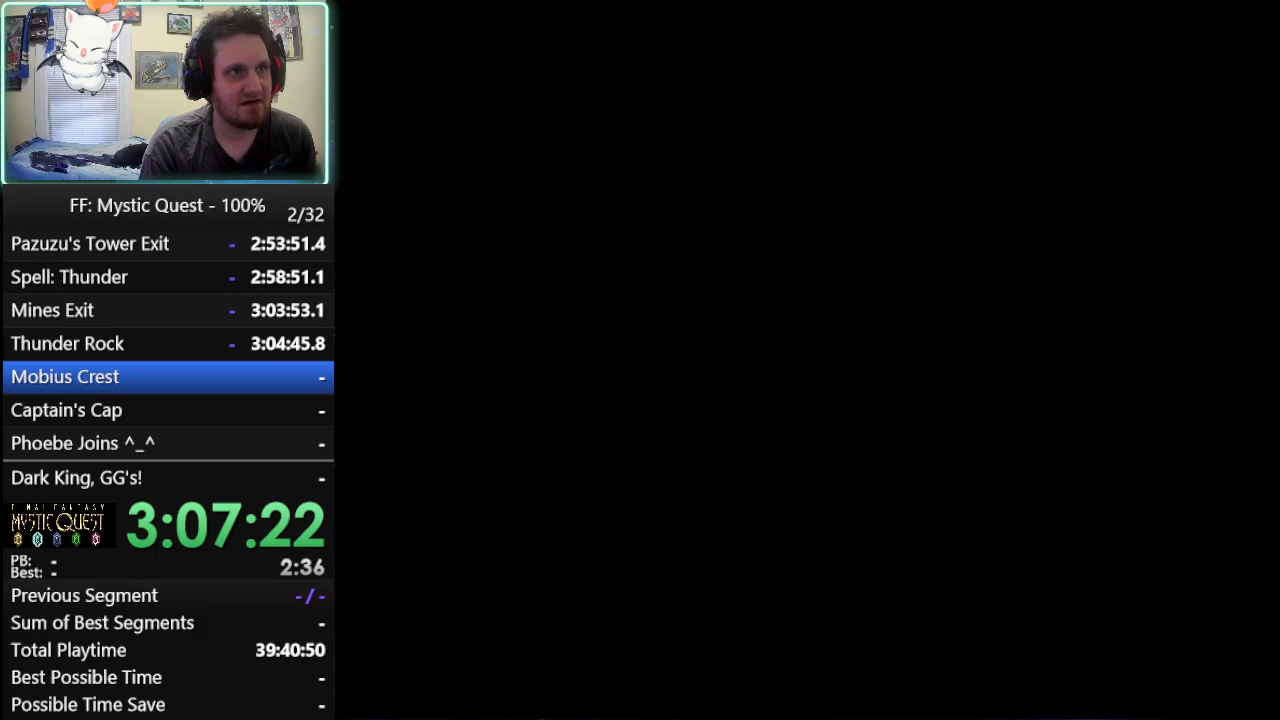 FF: Mystic Quest - 100%
2/32
Pazuzu's Tower Exit - 2:53:51.4
Spell: Thunder - 2:58:51.1
Mines Exit - 3:03:53.1
Thunder Rock - 3:04:45.8
Mobius Crest -
Captain's Cap -
Phoebe Joins ^_^ -
Dark King, GG's! -
FINAL FANTASY
MYSTIC QUEST
3:07:22
PB: -
Best: -
2:36
Previous Segment - / -
Sum of Best Segments -
Total Playtime 39:40:50
Best Possible Time -
Possible Time Save -